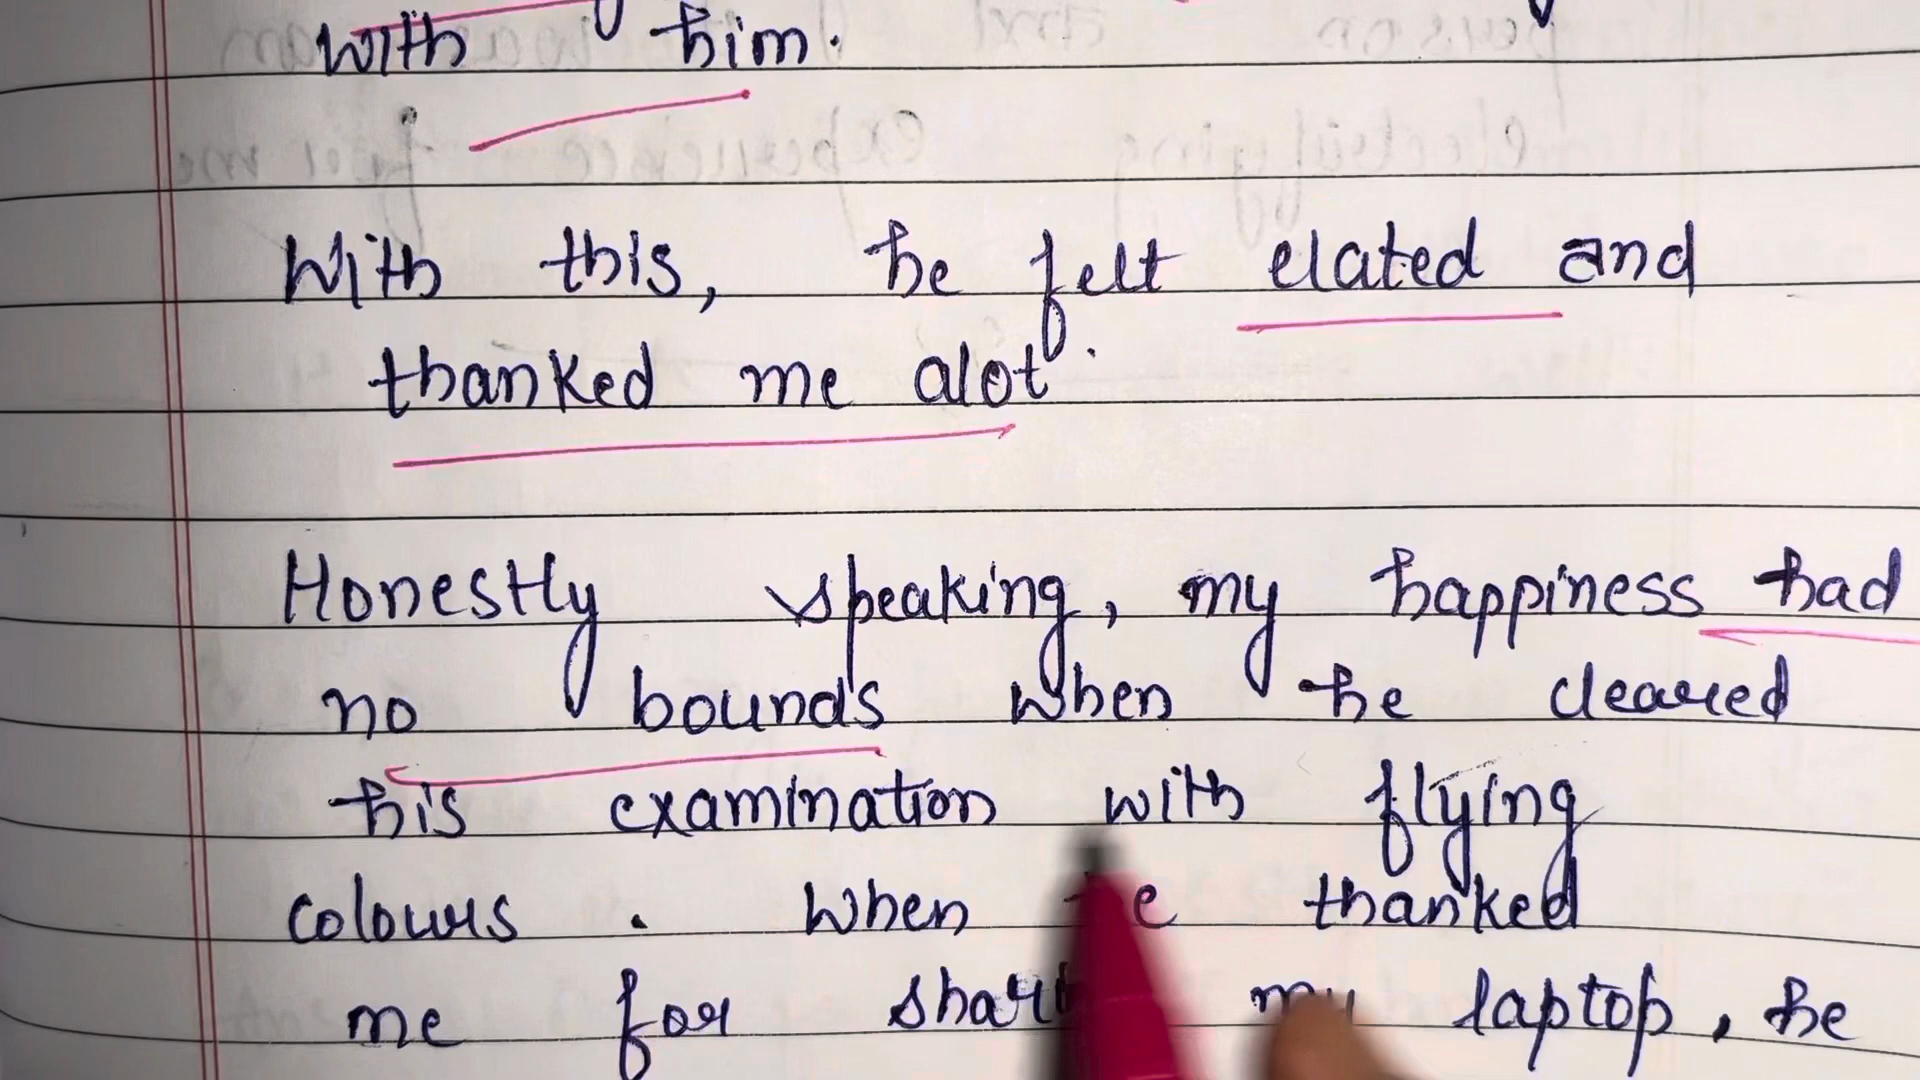 with him.
With this, he felt elated and
thanked me alot.
Honestly speaking, my happiness had
no bounds when he cleared
his examination with flying
colours. When thanked
me for my laptop, he